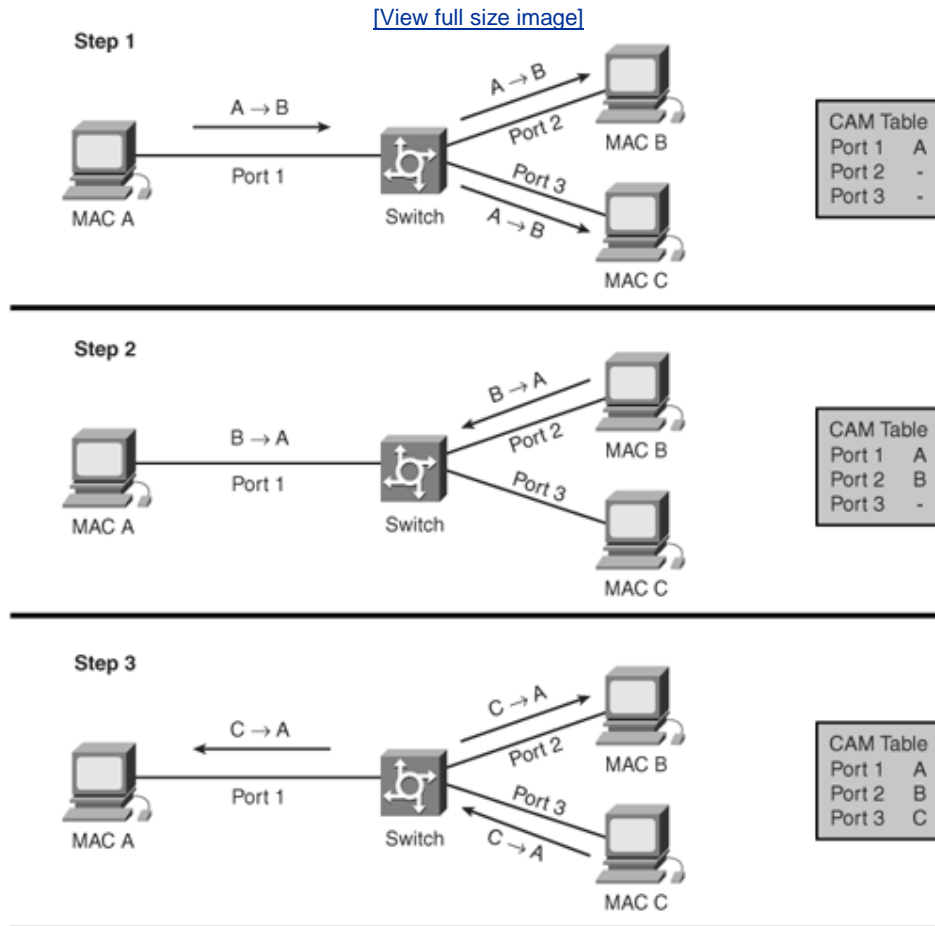 [View full size image]
Step 1
A → B
Port 1
MAC A
Switch
A → B
Port 2
MAC B
Port 3
A → B
MAC C
CAM Table
Port 1 A
Port 2 -
Port 3 -
Step 2
B → A
Port 1
MAC A
Switch
B → A
Port 2
MAC B
Port 3
MAC C
CAM Table
Port 1 A
Port 2 B
Port 3 -
Step 3
C → A
Port 1
MAC A
Switch
C → A
Port 2
MAC B
Port 3
C → A
MAC C
CAM Table
Port 1 A
Port 2 B
Port 3 C